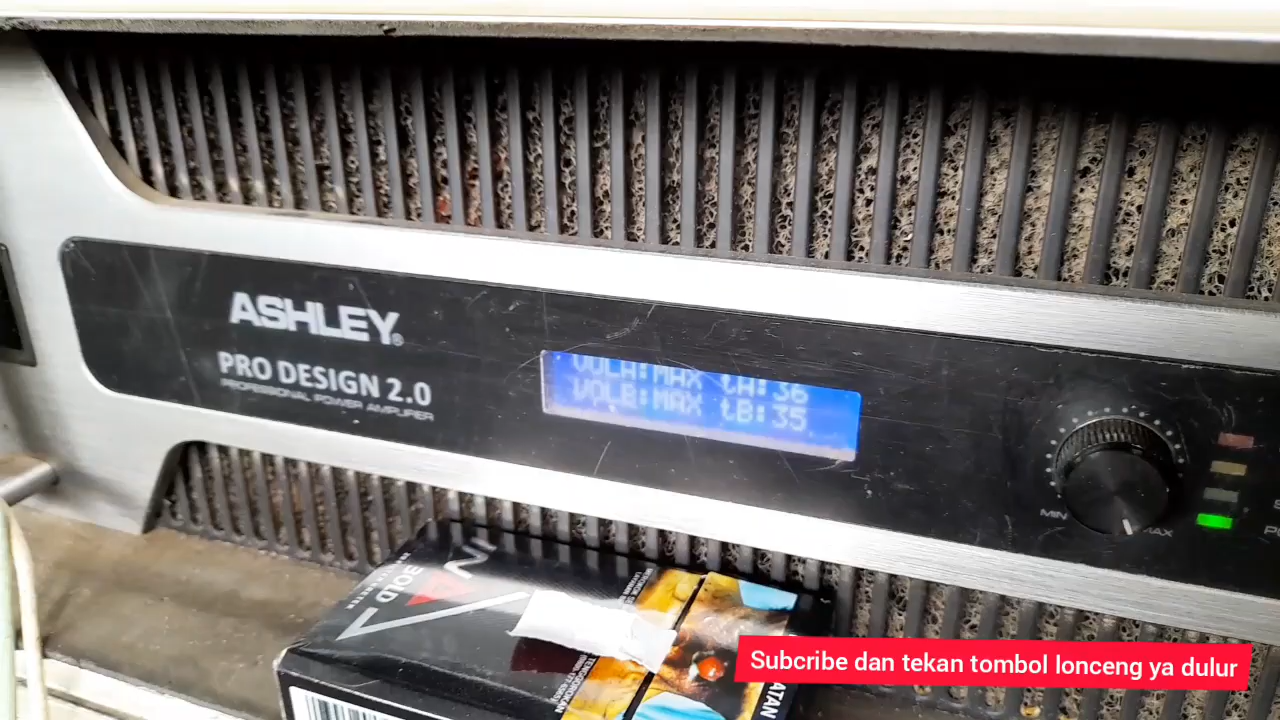 ASHLEY®
PRO DESIGN 2.0
PROFESSIONAL POWER AMPLIFIER
VOLA:MAX tA:36
VOLB:MAX tB:35
MIN
MAX
BOLD
Subcribe dan tekan tombol lonceng ya dulur